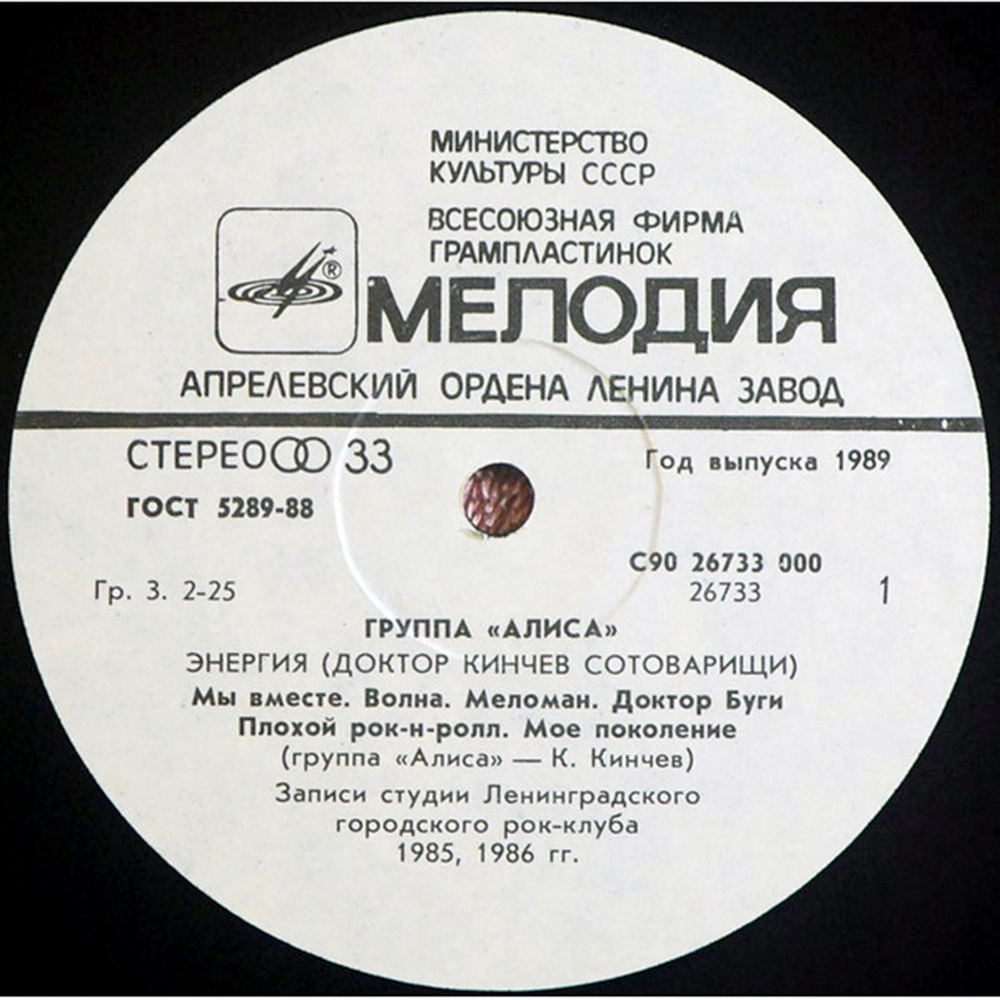 МИНИСТЕРСТВО
КУЛЬТУРЫ СССР
ВСЕСОЮЗНАЯ ФИРМА
ГРАМПЛАСТИНОК
®
МЕЛОДИЯ
АПРЕЛЕВСКИЙ ОРДЕНА ЛЕНИНА ЗАВОД
СТЕРЕО 33
Год выпуска 1989
ГОСТ 5289-88
С90 26733 000
Гр. 3. 2-25
26733
1
ГРУППА «АЛИСА»
ЭНЕРГИЯ (ДОКТОР КИНЧЕВ СОТОВАРИЩИ)
Мы вместе. Волна. Меломан. Доктор Буги
Плохой рок-н-ролл. Мое поколение
(группа «Алиса» — К. Кинчев)
Записи студии Ленинградского
городского рок-клуба
1985, 1986 гг.